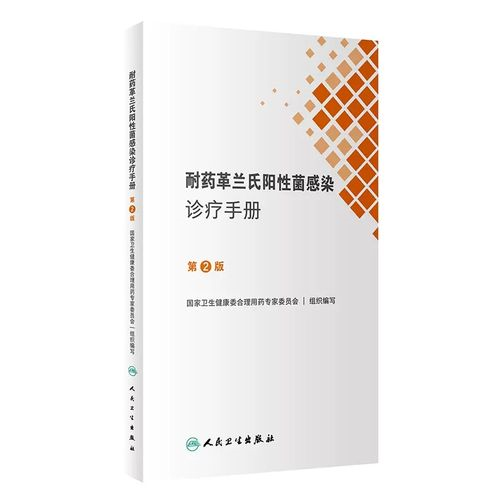 耐药革兰氏阳性菌感染
诊疗手册
第2版
国家卫生健康委合理用药专家委员会 | 组织编写
人民卫生出版社
耐药革兰氏阳性菌感染诊疗手册
第2版
国家卫生健康委合理用药专家委员会 | 组织编写
人民卫生出版社